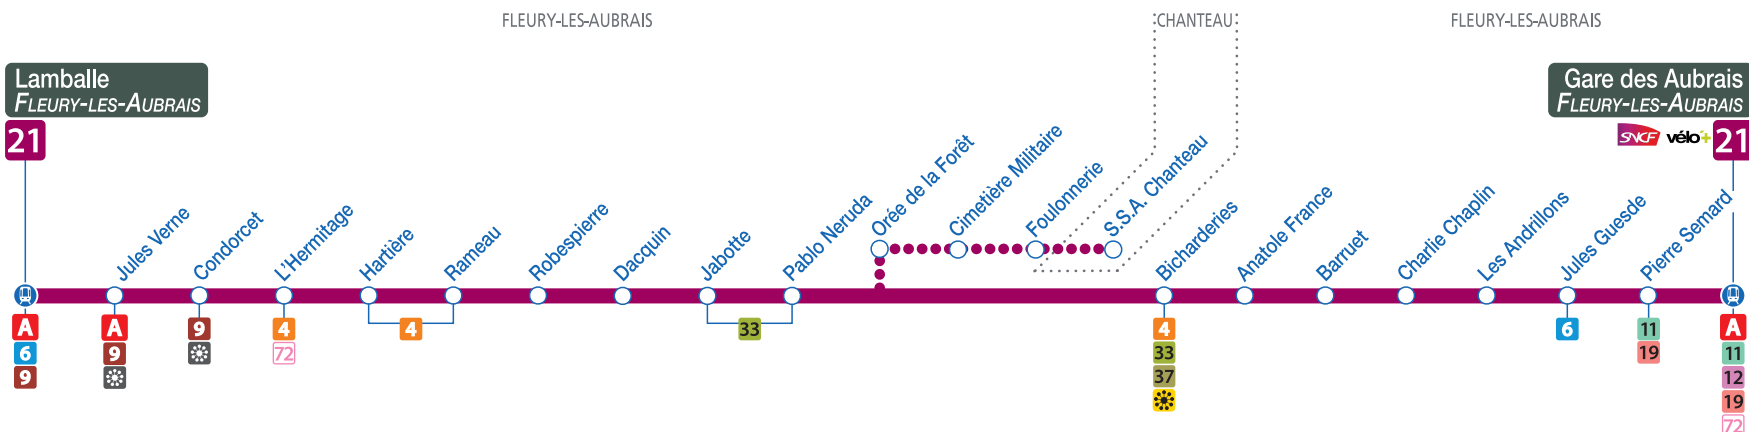 FLEURY-LES-AUBRAIS
CHANTEAU
FLEURY-LES-AUBRAIS
Lamballe
FLEURY-LES-AUBRAIS
21
Gare des Aubrais
FLEURY-LES-AUBRAIS
SNCF vélo+ 21
Jules Verne
Condorcet
L'Hermitage
Hartière
Rameau
Robespierre
Dacquin
Jabotte
Pablo Neruda
Orée de la Forêt
Cimetière Militaire
Foulonnerie
S.S.A. Chanteau
Bicharderies
Anatole France
Barruet
Charlie Chaplin
Les Andrillons
Jules Guesde
Pierre Semard
A
6
9
A
9
9
4
72
4
33
4
33
37
6
11
19
A
11
12
19
72